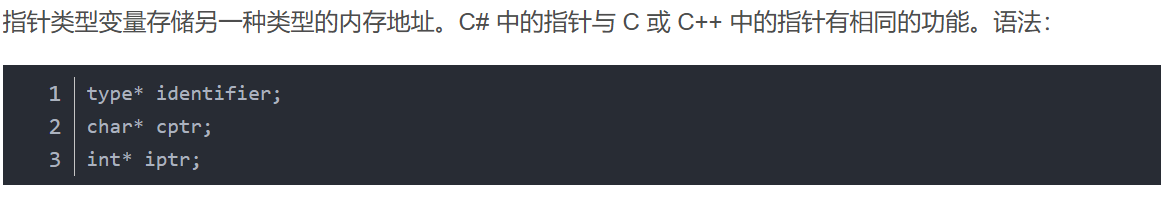 指针类型变量存储另一种类型的内存地址。C# 中的指针与 C 或 C++ 中的指针有相同的功能。语法：
1 type* identifier;
2 char* cptr;
3 int* iptr;